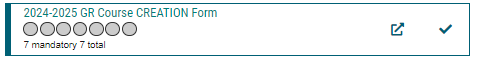 2024-2025 GR Course CREATION Form
7 mandatory 7 total